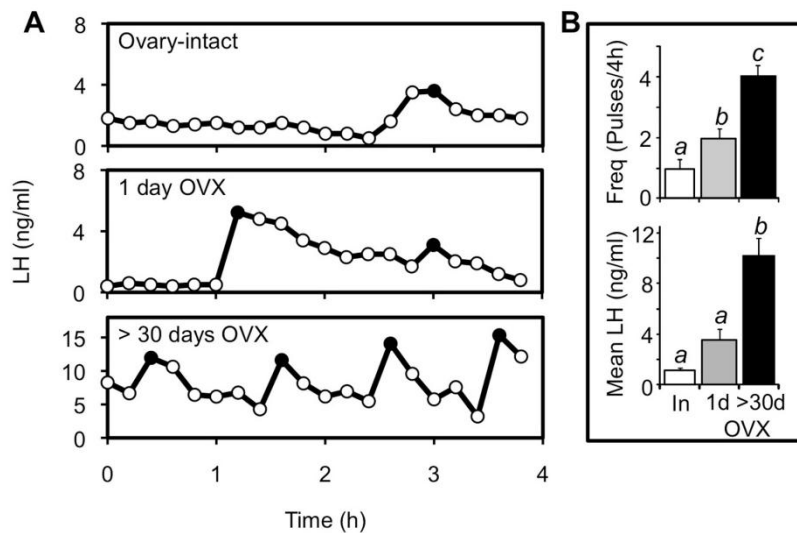 A
B
LH (ng/ml)
Ovary-intact
8
4
0
1 day OVX
8
4
0
> 30 days OVX
15
10
5
0
0 1 2 3 4
Time (h)
Freq (Pulses/4h)
4
2
0
a b c
Mean LH (ng/ml)
12
8
4
0
a a b
In 1d >30d
OVX